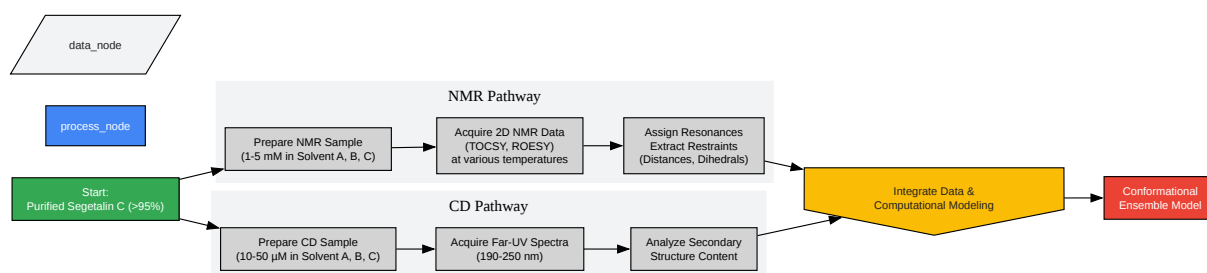 data_node
process_node
Start:
Purified Segetalin C (>95%)
NMR Pathway
Prepare NMR Sample
(1-5 mM in Solvent A, B, C)
Acquire 2D NMR Data
(TOCSY, ROESY)
at various temperatures
Assign Resonances
Extract Restraints
(Distances, Dihedrals)
CD Pathway
Prepare CD Sample
(10-50 µM in Solvent A, B, C)
Acquire Far-UV Spectra
(190-250 nm)
Analyze Secondary
Structure Content
Integrate Data &
Computational Modeling
Conformational
Ensemble Model